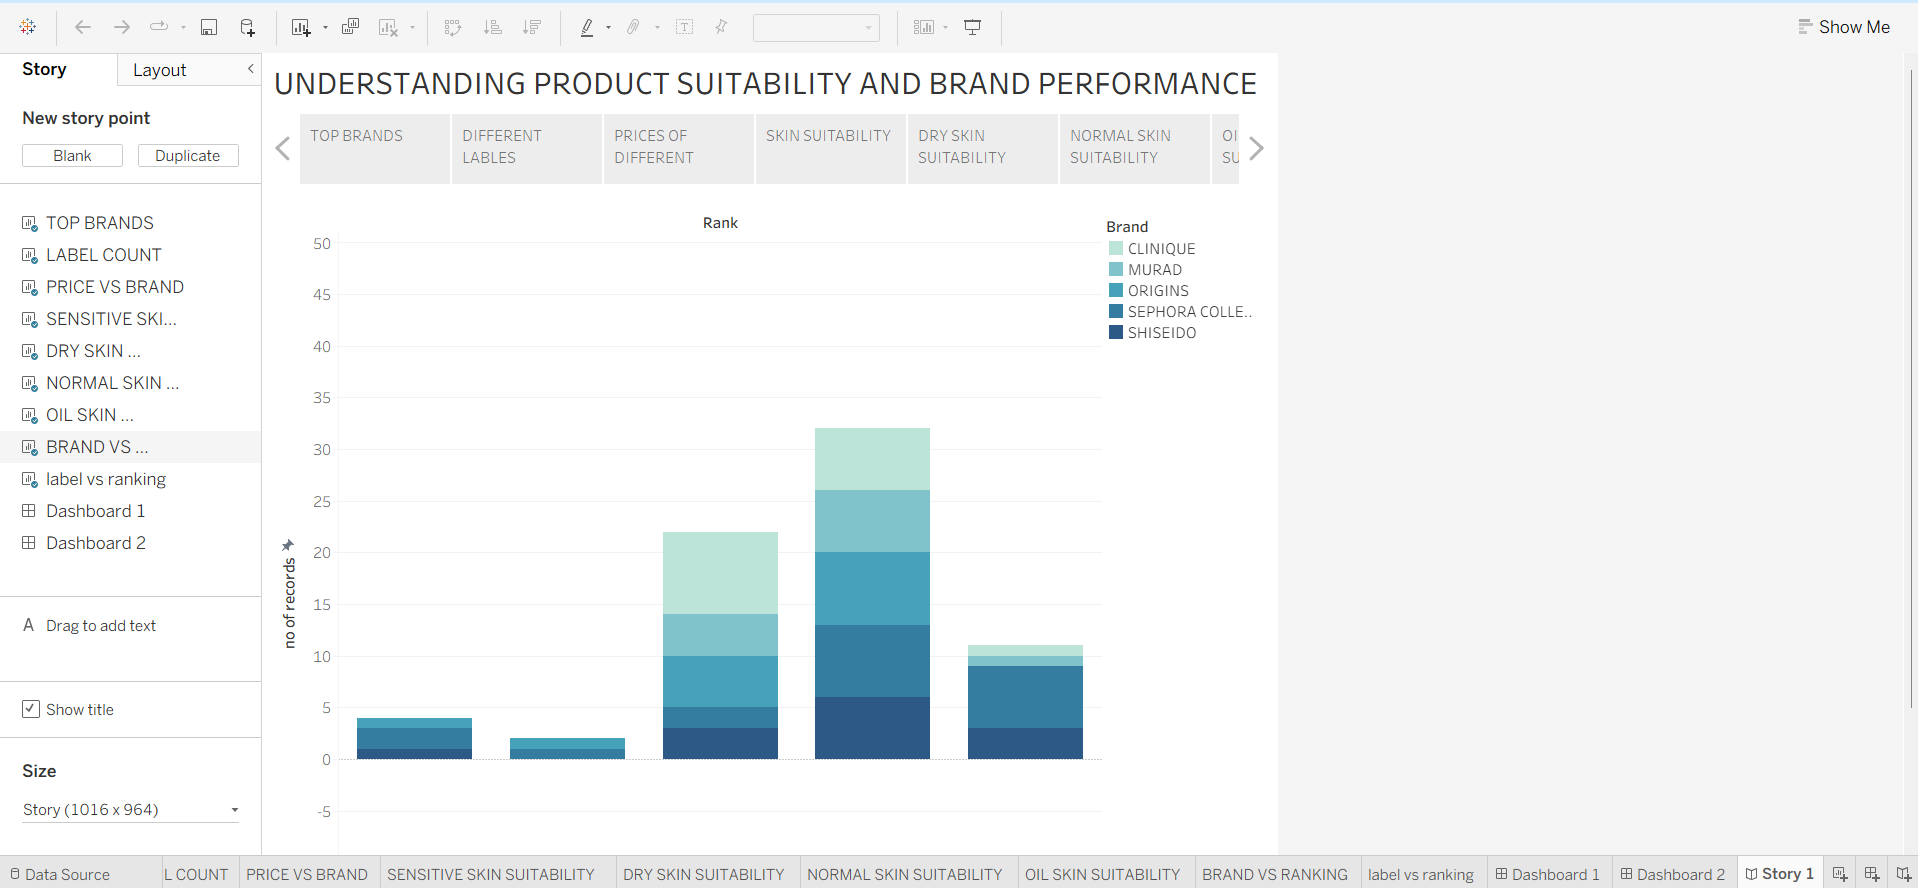 Show Me
Story
Layout
New story point
Blank
Duplicate
TOP BRANDS
LABEL COUNT
PRICE VS BRAND
SENSITIVE SKI...
DRY SKIN ...
NORMAL SKIN ...
OIL SKIN ...
BRAND VS ...
label vs ranking
Dashboard 1
Dashboard 2
A Drag to add text
Show title
Size
Story (1016 x 964)
UNDERSTANDING PRODUCT SUITABILITY AND BRAND PERFORMANCE
TOP BRANDS
DIFFERENT
LABLES
PRICES OF
DIFFERENT
SKIN SUITABILITY
DRY SKIN
SUITABILITY
NORMAL SKIN
SUITABILITY
OI
SU
Rank
50
45
40
35
30
25
20
15
10
5
0
-5
no of records
Brand
CLINIQUE
MURAD
ORIGINS
SEPHORA COLLE..
SHISEIDO
Data Source
L COUNT
PRICE VS BRAND
SENSITIVE SKIN SUITABILITY
DRY SKIN SUITABILITY
NORMAL SKIN SUITABILITY
OIL SKIN SUITABILITY
BRAND VS RANKING
label vs ranking
Dashboard 1
Dashboard 2
Story 1